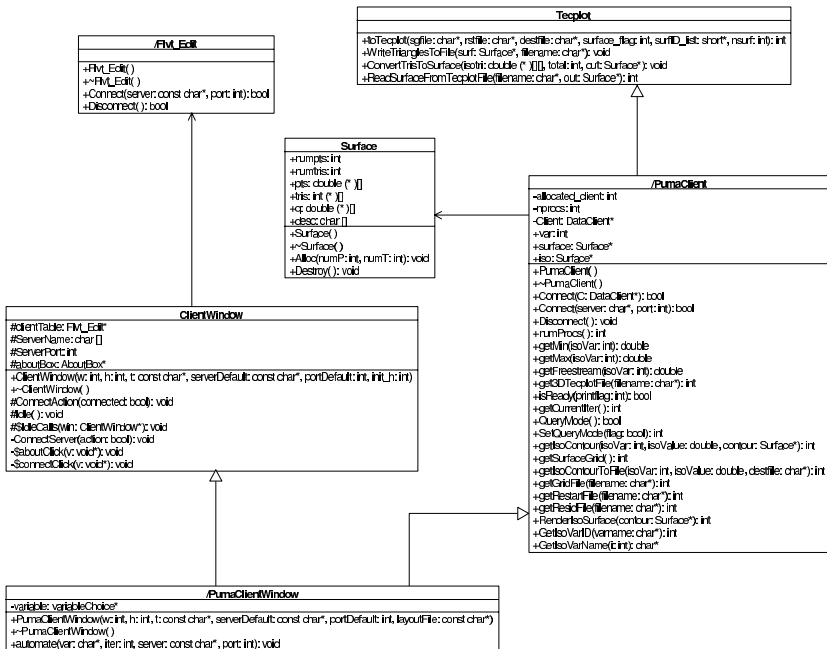 Tecplot
+toTecplot(sgfile: char*, rstfile: char*, destfile: char*, surface_flag: int, surfID_list: short*, nsurf: int): int
+WriteTrianglesToFile(surf: Surface*, filename: char*): void
+ConvertTrisToSurface(isotri: double (* )[][], total: int, out: Surface*): void
+ReadSurfaceFromTecplotFile(filename: char*, out: Surface*): int
/Flvt_Edit
+Flvt_Edit( )
+~Flvt_Edit( )
+Connect(server: const char*, port: int): bool
+Disconnect( ): bool
Surface
+numpts: int
+numtris: int
+pts: double (* )[]
+tris: int (* )[]
+q: double (* )[]
+desc: char []
+Surface( )
+~Surface( )
+Alloc(numP: int, numT: int): void
+Destroy( ): void
/PumaClient
-allocated_client: int
-nprocs: int
-Client: DataClient*
+var: int
+surface: Surface*
+iso: Surface*
+PumaClient( )
+~PumaClient( )
+Connect(C: DataClient*): bool
+Connect(server: char*, port: int): bool
+Disconnect( ): void
+numProcs( ): int
+getMin(isoVar: int): double
+getMax(isoVar: int): double
+getFreestream(isoVar: int): double
+get3DTecplotFile(filename: char*): int
+isReady(printflag: int): bool
+getCurrentIter( ): int
+QueryMode( ): bool
+SetQueryMode(flag: bool): int
+getIsoContour(isoVar: int, isoValue: double, contour: Surface*): int
+getSurfaceGrid( ): int
+getIsoContourToFile(isoVar: int, isoValue: double, destfile: char*): int
+getGridFile(filename: char*): int
+getRestartFile(filename: char*): int
+getResidFile(filename: char*): int
+RenderIsoSurface(contour: Surface*): int
+GetIsoVarID(varname: char*): int
+GetIsoVarName(i: int): char*
ClientWindow
#clientTable: Flvt_Edit*
#ServerName: char []
#ServerPort: int
#aboutBox: AboutBox*
+ClientWindow(w: int, h: int, t: const char*, serverDefault: const char*, portDefault: int, init_h: int)
+~ClientWindow( )
#ConnectAction(connected: bool): void
#Idle( ): void
#$IdleCalls(win: ClientWindow*): void
-ConnectServer(action: bool): void
-$aboutClick(v: void*): void
-$connectClick(v: void*): void
/PumaClientWindow
-variable: variableChoice*
+PumaClientWindow(w: int, h: int, t: const char*, serverDefault: const char*, portDefault: int, layoutFile: const char*)
+~PumaClientWindow( )
+automate(var: char*, iter: int, server: const char*, port: int): void